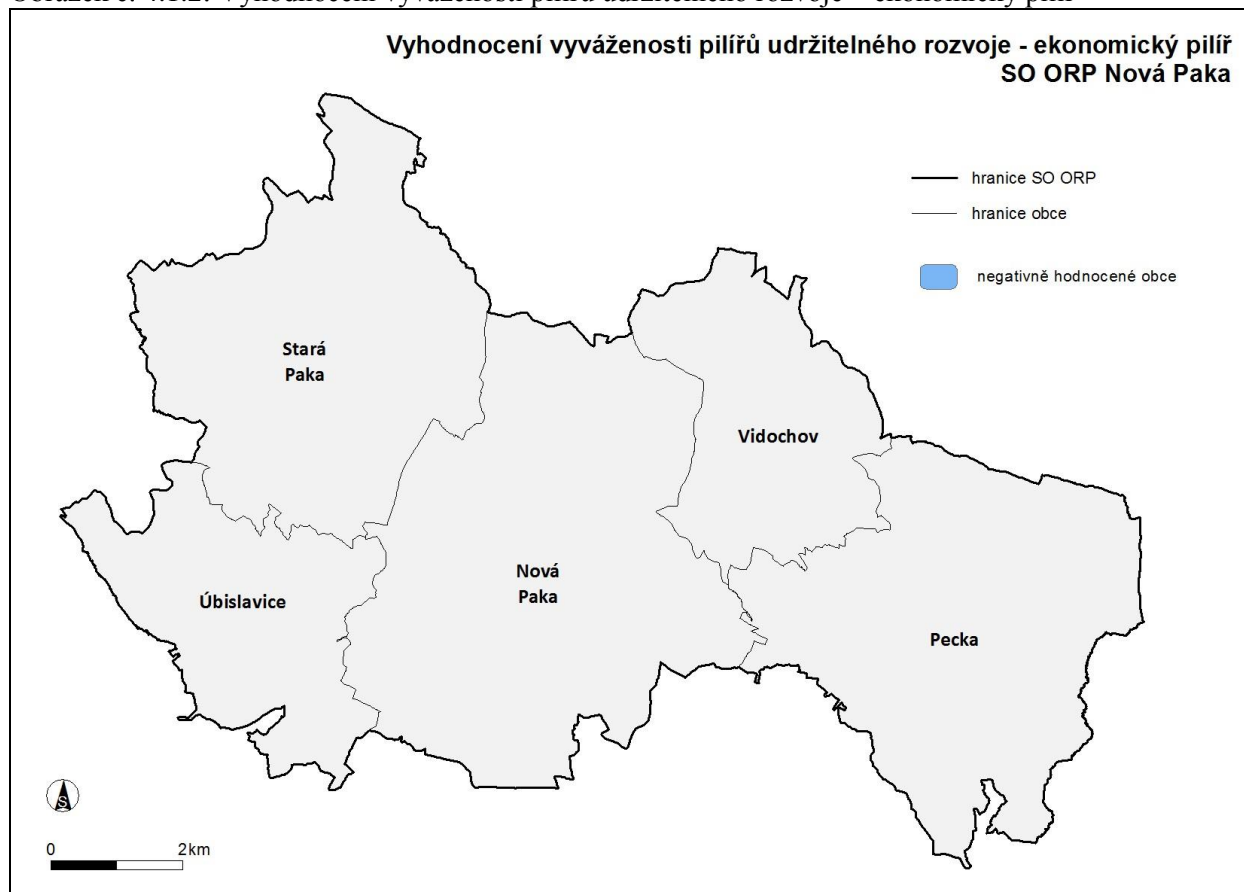 Vyhodnocení vyváženosti pilířů udržitelného rozvoje - ekonomický pilíř
SO ORP Nová Paka
hranice SO ORP
hranice obce
negativně hodnocené obce
Stará
Paka
Vidochov
Nová
Paka
Úbislavice
Pecka
S
0 2km